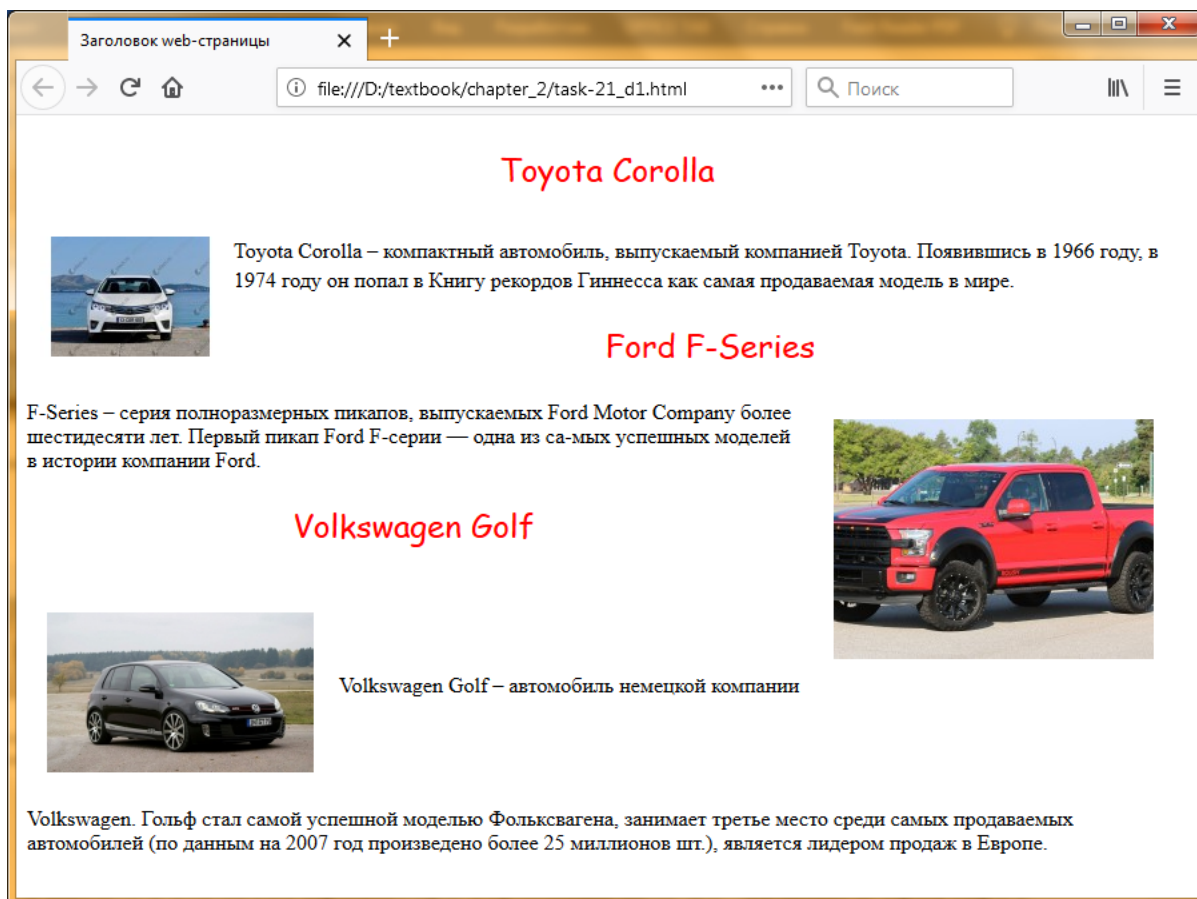 Заголовок web-страницы
file:///D:/textbook/chapter_2/task-21_d1.html
Поиск
Toyota Corolla
Toyota Corolla – компактный автомобиль, выпускаемый компанией Toyota. Появившись в 1966 году, в
1974 году он попал в Книгу рекордов Гиннесса как самая продаваемая модель в мире.
Ford F-Series
F-Series – серия полноразмерных пикапов, выпускаемых Ford Motor Company более
шестидесяти лет. Первый пикап Ford F-серии — одна из са-мых успешных моделей
в истории компании Ford.
Volkswagen Golf
Volkswagen Golf – автомобиль немецкой компании
Volkswagen. Гольф стал самой успешной моделью Фольксвагена, занимает третье место среди самых продаваемых
автомобилей (по данным на 2007 год произведено более 25 миллионов шт.), является лидером продаж в Европе.